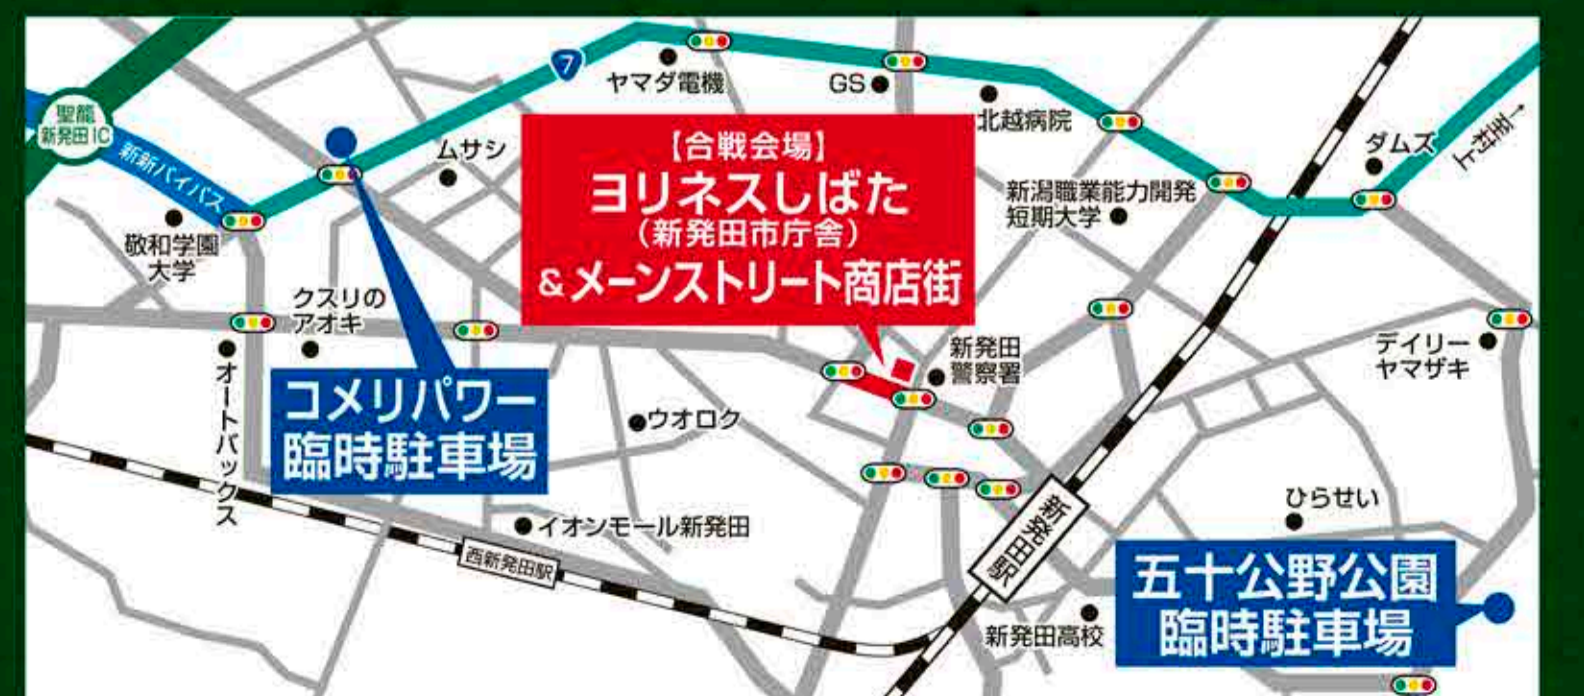 7
ヤマダ電機
GS
北越病院
聖籠
新発田IC
新新バイパス
ムサシ
ダムズ
→至村上
【合戦会場】
ヨリネスしばた
(新発田市庁舎)
&メーンストリート商店街
新潟職業能力開発
短期大学
敬和学園
大学
クスリの
アオキ
新発田
警察署
デイリー
ヤマザキ
オートバックス
コメリパワー
臨時駐車場
ウオロク
イオンモール新発田
西新発田駅
新発田駅
ひらせい
五十公野公園
臨時駐車場
新発田高校